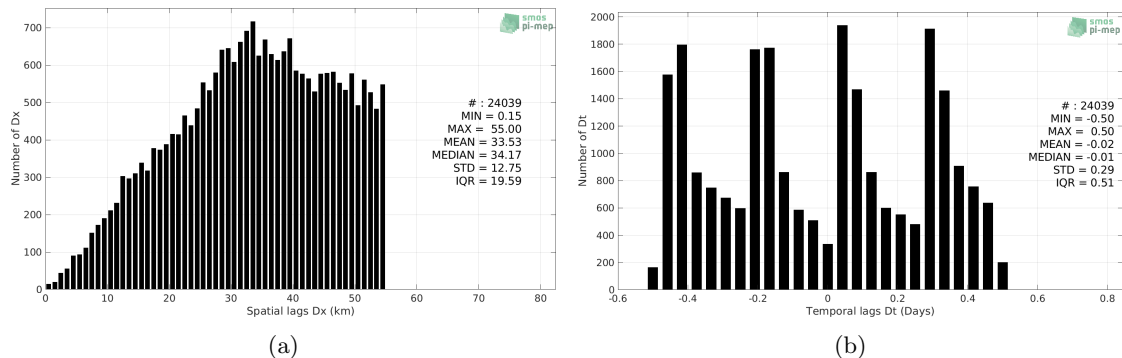 smos
pi-mep
700
600
500
400
300
200
100
0
Number of Dx
# : 24039
MIN = 0.15
MAX = 55.00
MEAN = 33.53
MEDIAN = 34.17
STD = 12.75
IQR = 19.59
0 10 20 30 40 50 60 70 80
Spatial lags Dx (km)
(a)
smos
pi-mep
2000
1800
1600
1400
1200
1000
800
600
400
200
0
Number of Dt
# : 24039
MIN = -0.50
MAX = 0.50
MEAN = -0.02
MEDIAN = -0.01
STD = 0.29
IQR = 0.51
-0.6 -0.4 -0.2 0 0.2 0.4 0.6 0.8
Temporal lags Dt (Days)
(b)